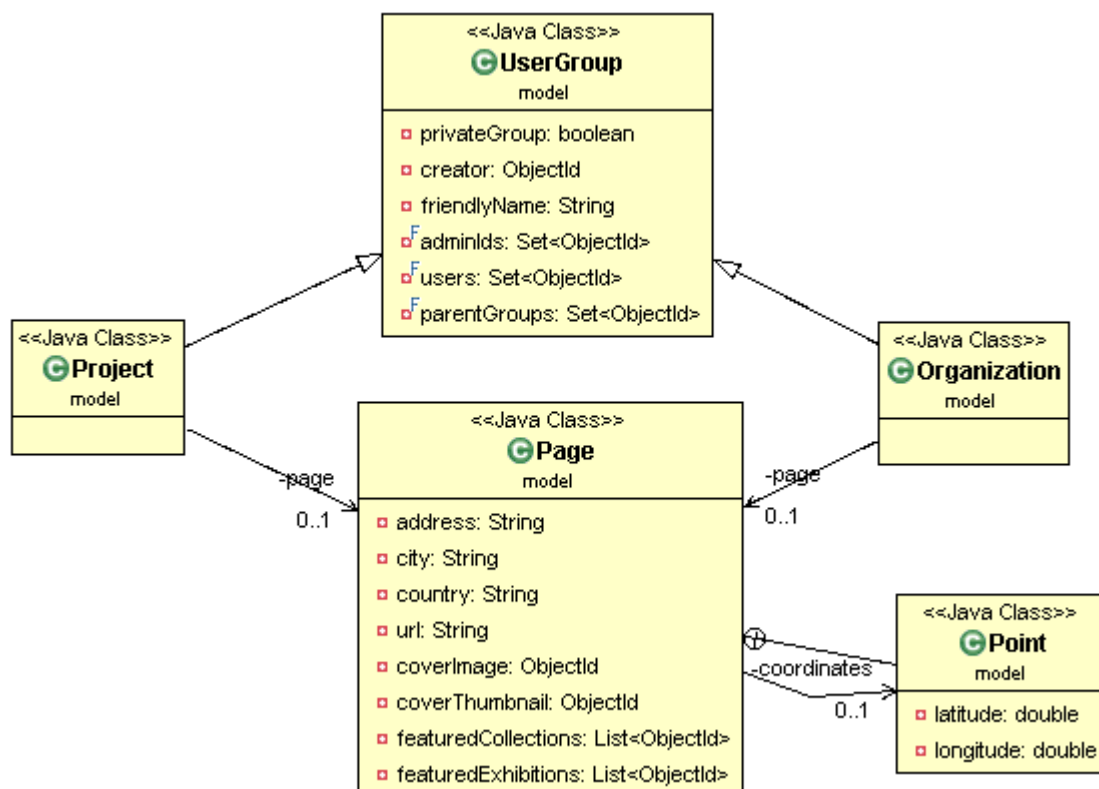 <<Java Class>>
UserGroup
model
privateGroup: boolean
creator: ObjectId
friendlyName: String
F adminIds: Set<ObjectId>
F users: Set<ObjectId>
F parentGroups: Set<ObjectId>
<<Java Class>>
C Project
model
<<Java Class>>
C Organization
model
-page
0..1
-page
0..1
<<Java Class>>
C Page
model
address: String
city: String
country: String
url: String
coverImage: ObjectId
coverThumbnail: ObjectId
featuredCollections: List<ObjectId>
featuredExhibitions: List<ObjectId>
-coordinates
0..1
<<Java Class>>
C Point
model
latitude: double
longitude: double